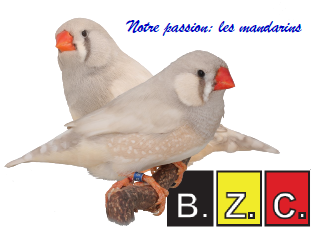 Notre passion: les mandarins
B. Z. C.